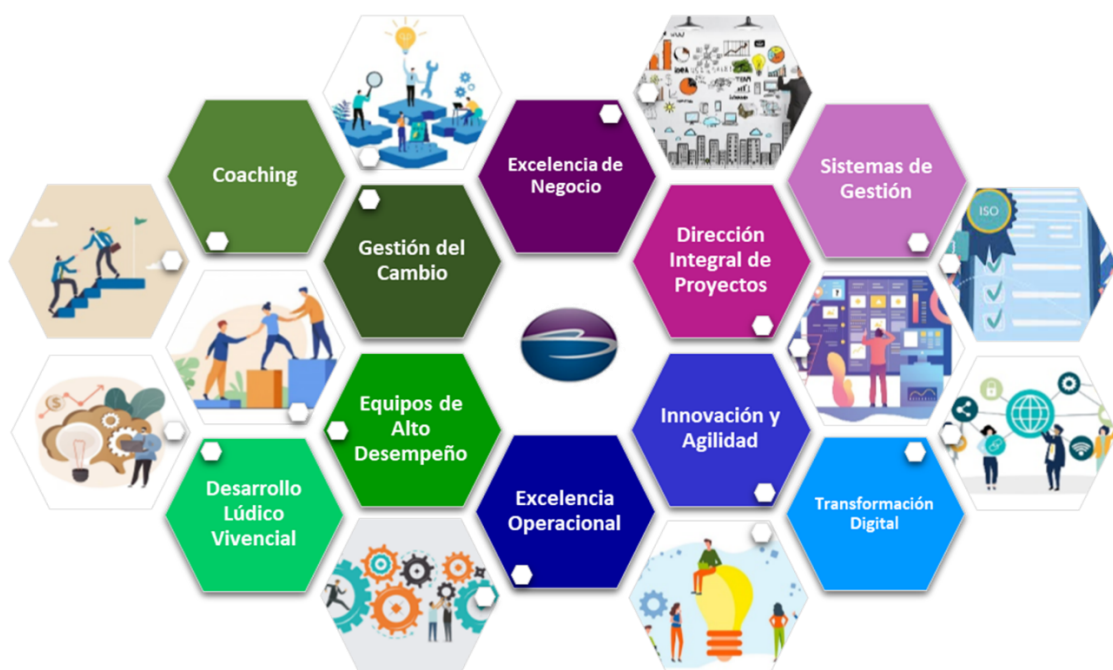 Coaching
Excelencia de
Negocio
Sistemas de
Gestión
Gestión del
Cambio
Dirección
Integral de
Proyectos
ISO
Equipos de
Alto
Desempeño
Innovación y
Agilidad
Desarrollo
Lúdico
Vivencial
Excelencia
Operacional
Transformación
Digital